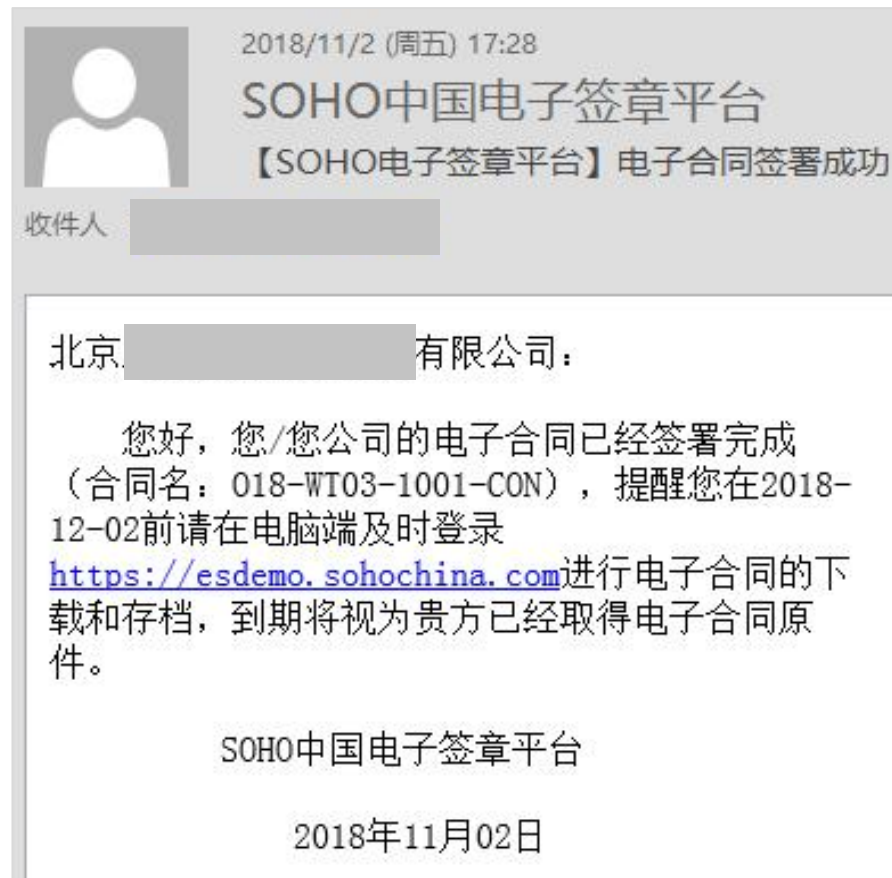 2018/11/2 (周五) 17:28
SOHO中国电子签章平台
【SOHO电子签章平台】电子合同签署成功
收件人
北京 有限公司：
您好，您/您公司的电子合同已经签署完成
（合同名：018-WT03-1001-CON），提醒您在2018-
12-02前请在电脑端及时登录
https://esdemo.sohochina.com进行电子合同的下
载和存档，到期将视为贵方已经取得电子合同原
件。
SOHO中国电子签章平台
2018年11月02日